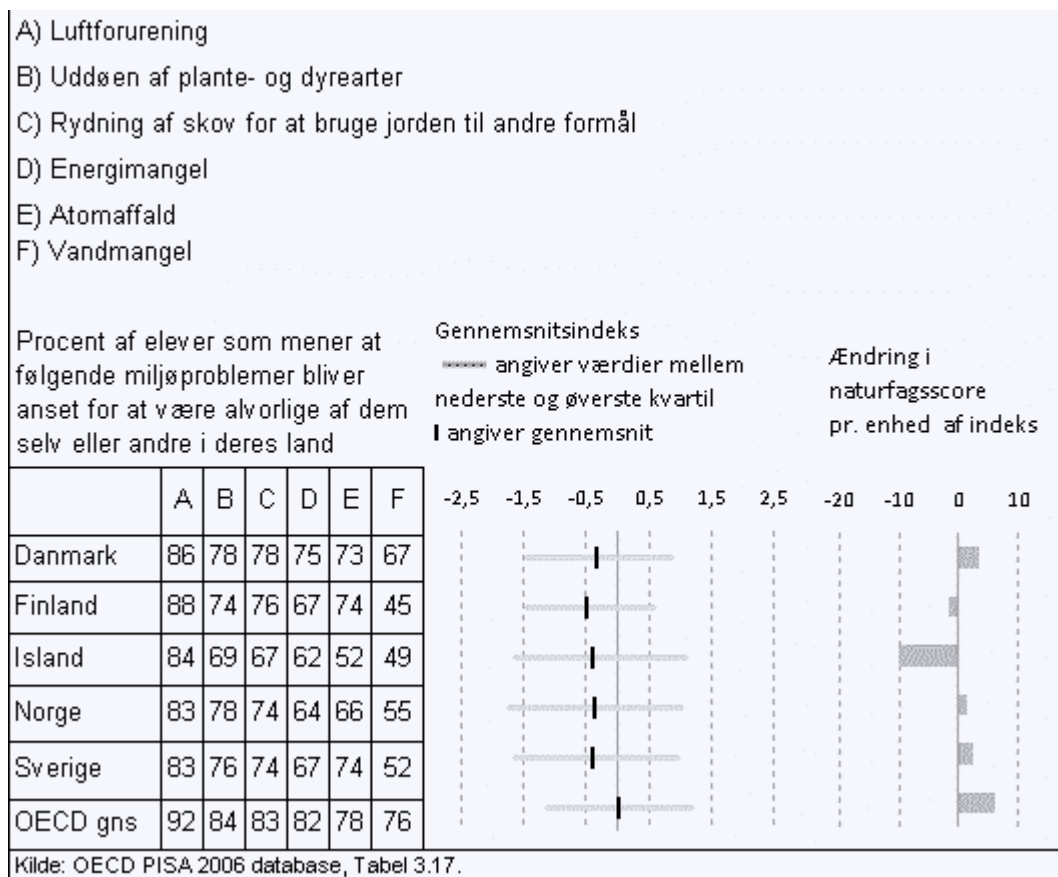 A) Luftforurening
B) Uddøen af plante- og dyrearter
C) Rydning af skov for at bruge jorden til andre formål
D) Energimangel
E) Atomaffald
F) Vandmangel
Procent af elever som mener at
følgende miljøproblemer bliver
anset for at være alvorlige af dem
selv eller andre i deres land
Gennemsnitsindeks
angiver værdier mellem
nederste og øverste kvartil
angiver gennemsnit
Ændring i
naturfagsscore
pr. enhed af indeks
A B C D E F -2,5 -1,5 -0,5 0,5 1,5 2,5 -20 -10 0 10
Danmark 86 78 78 75 73 67
Finland 88 74 76 67 74 45
Island 84 69 67 62 52 49
Norge 83 78 74 64 66 55
Sverige 83 76 74 67 74 52
OECD gns 92 84 83 82 78 76
Kilde: OECD PISA 2006 database, Tabel 3.17.